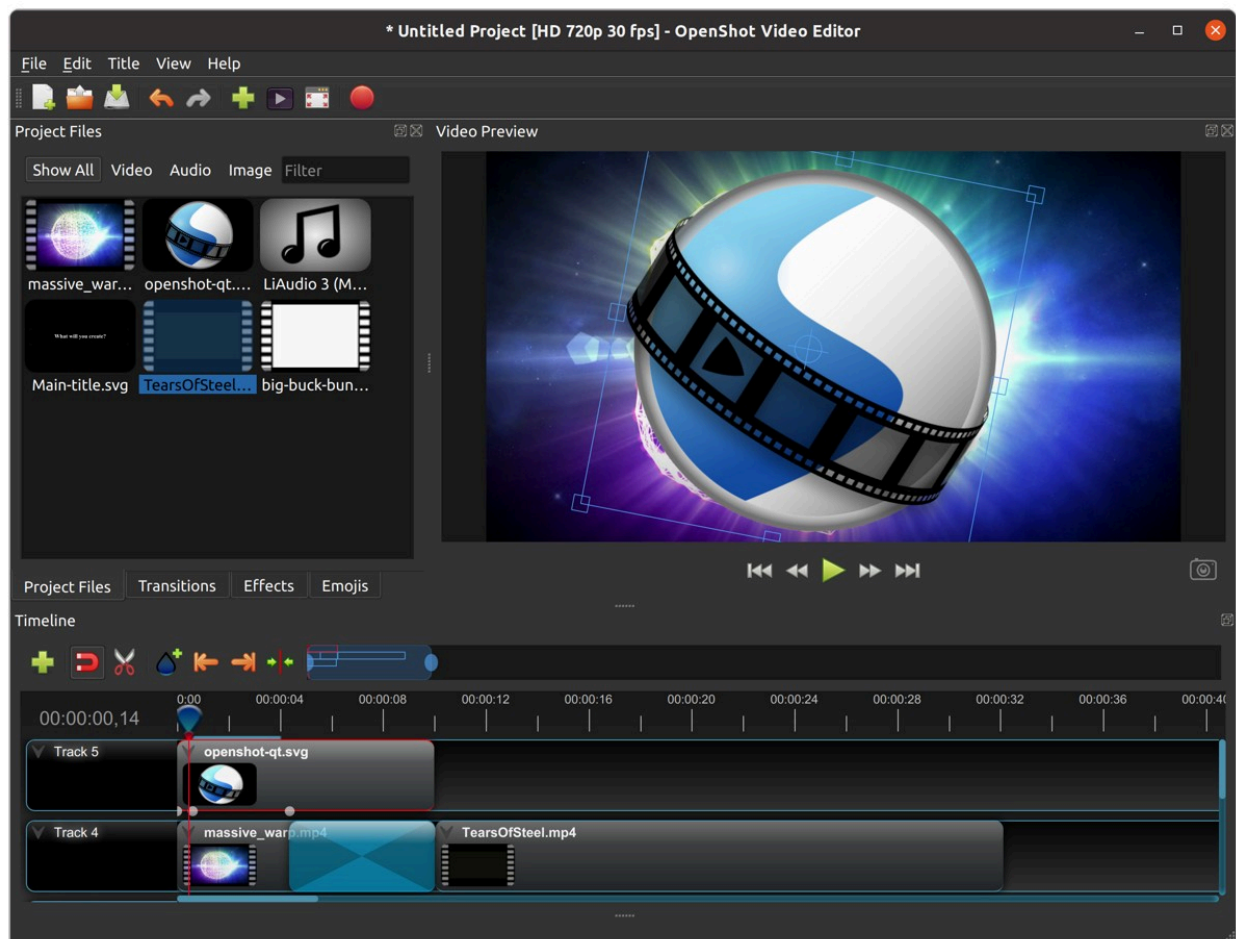 * Untitled Project [HD 720p 30 fps] - OpenShot Video Editor
File Edit Title View Help
Project Files
Video Preview
Show All Video Audio Image Filter
massive_war... openshot-qt.... LiAudio 3 (M...
What will you create?
Main-title.svg TearsOfSteel... big-buck-bun...
Project Files Transitions Effects Emojis
Timeline
0:00 00:00:04 00:00:08 00:00:12 00:00:16 00:00:20 00:00:24 00:00:28 00:00:32 00:00:36 00:00:40
00:00:00,14
Track 5 openshot-qt.svg
Track 4 massive_warp.mp4 TearsOfSteel.mp4